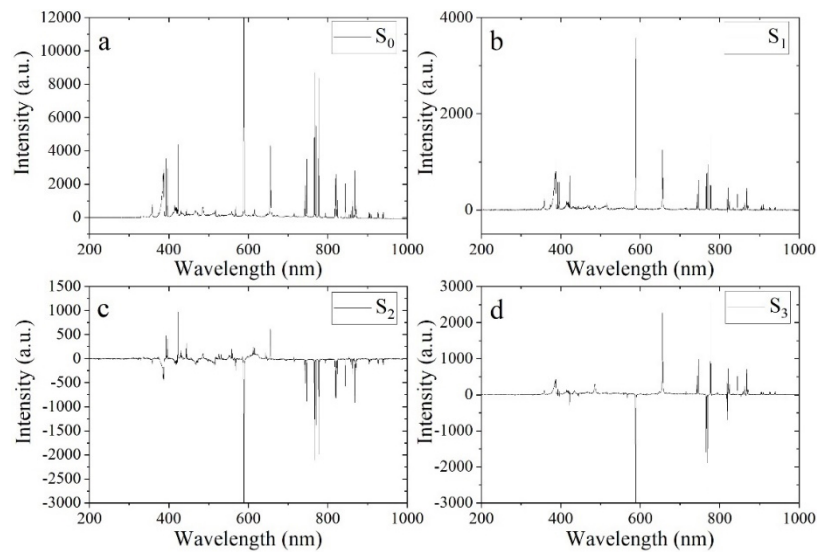 12000
10000
8000
6000
4000
2000
0
Intensity (a.u.)
a
S₀
200 400 600 800 1000
Wavelength (nm)
4000
2000
0
Intensity (a.u.)
b
S₁
200 400 600 800 1000
Wavelength (nm)
1500
1000
500
0
-500
-1000
-1500
-2000
-2500
-3000
Intensity (a.u.)
c
S₂
200 400 600 800 1000
Wavelength (nm)
3000
2000
1000
0
-1000
-2000
-3000
Intensity (a.u.)
d
S₃
200 400 600 800 1000
Wavelength (nm)